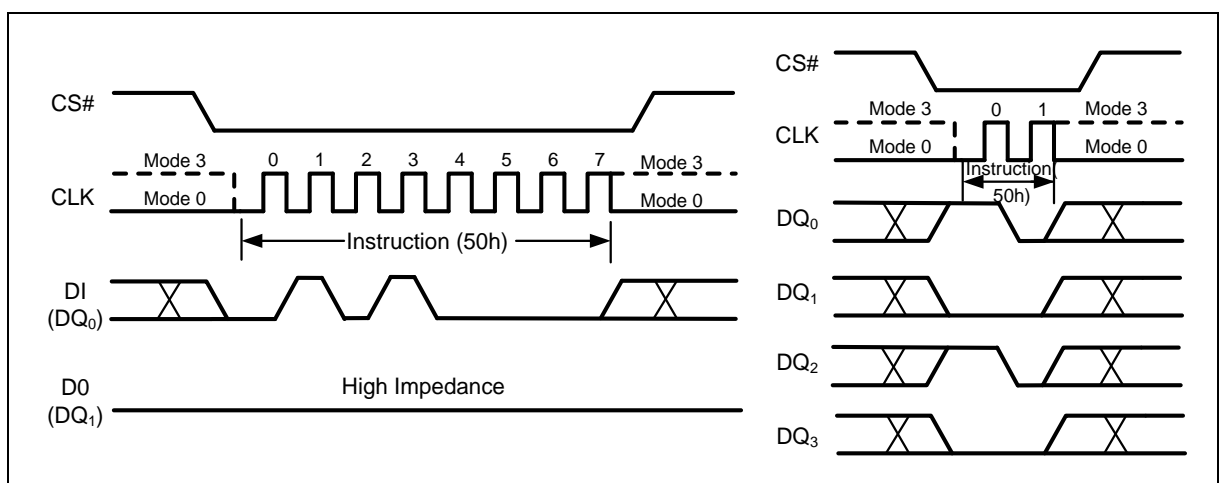 CS#
Mode 3
0 1 2 3 4 5 6 7
Mode 3
CLK
Mode 0
Mode 0
Instruction (50h)
DI
(DQ0)
D0
(DQ1)
High Impedance
CS#
Mode 3
0 1
Mode 3
CLK
Mode 0
Mode 0
Instruction(
50h)
DQ0
DQ1
DQ2
DQ3